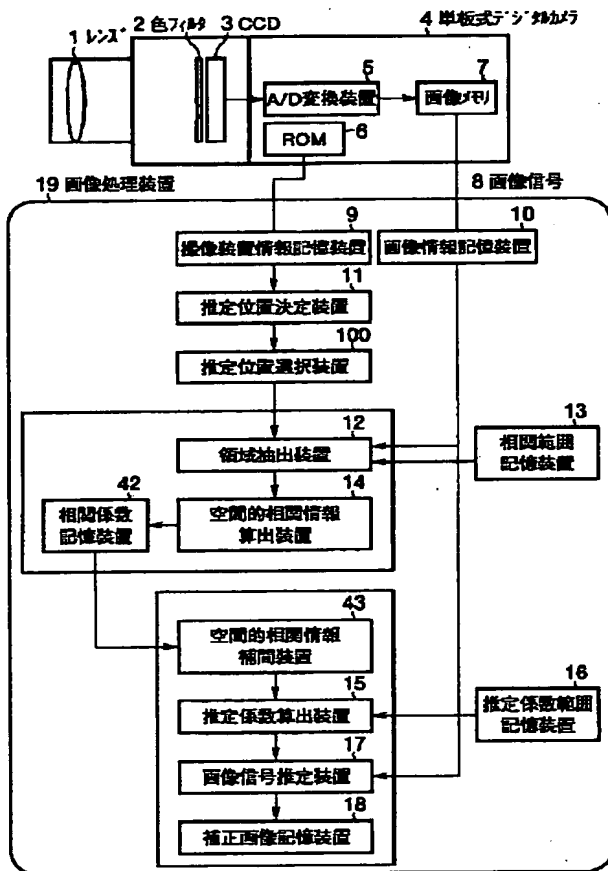 1 レンズ
2 色フィルタ
3 CCD
4 単板式デジタルカメラ
5
A/D変換装置
7
画像メモリ
6
ROM
19 画像処理装置
8 画像信号
9
撮像装置情報記憶装置
10
画像情報記憶装置
11
推定位置決定装置
100
推定位置選択装置
12
領域抽出装置
13
相関範囲
記憶装置
42
相関係数
記憶装置
14
空間的相関情報
算出装置
43
空間的相関情報
補間装置
15
推定係数算出装置
16
推定係数範囲
記憶装置
17
画像信号推定装置
18
補正画像記憶装置